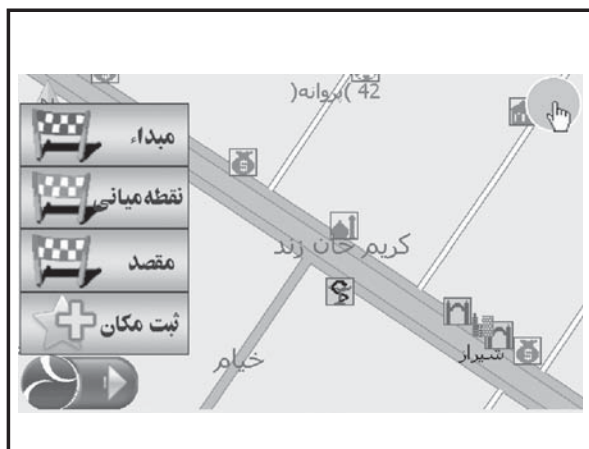 42 )پروانه(
مبداء
نقطه میانی
مقصد
ثبت مکان
کریم خان زند
شیراز
خیام